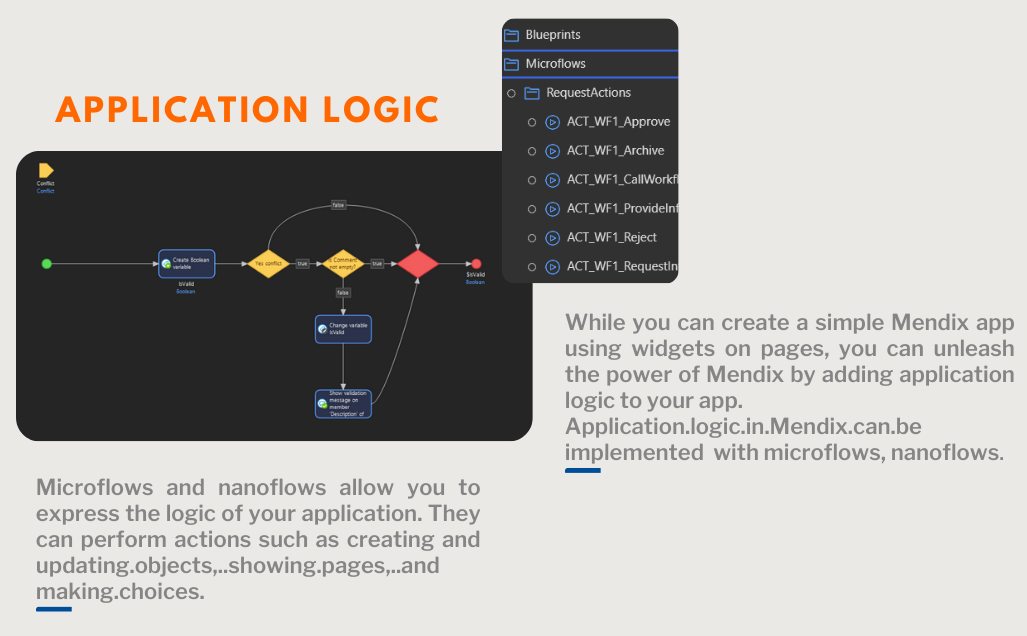 APPLICATION LOGIC
Blueprints
Microflows
RequestActions
ACT_WF1_Approve
ACT_WF1_Archive
ACT_WF1_CallWorkfl
ACT_WF1_ProvideInf
ACT_WF1_Reject
ACT_WF1_RequestIn
Conflict
Conflict
false
Create Boolean
variable
IsValid
Boolean
Yes conflict
true
Is Comment
not empty?
true
$IsValid
Boolean
false
Change variable
IsValid
Show validation
message on
member
'Description' of
While you can create a simple Mendix app
using widgets on pages, you can unleash
the power of Mendix by adding application
logic to your app.
Application.logic.in.Mendix.can.be
implemented with microflows, nanoflows.
Microflows and nanoflows allow you to
express the logic of your application. They
can perform actions such as creating and
updating.objects,..showing.pages,..and
making.choices.